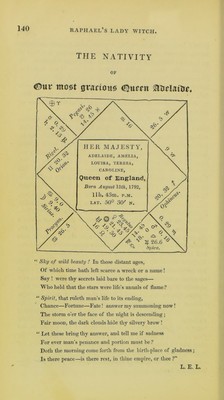 140
RAPHAEL'S LADY WITCH.
THE NATIVITY
OF
Our most gracious Queen Adelaide.
HER MAJESTY,
ADELAIDE, AMELIA,
LOUISA, TERESA,
CAROLINE,
Queen of England,
Born August 13th, 1792,
11h. 45m. P.M.
LAT. 50° 30' N.
"Sky of wild beauty! In those distant ages,
Of which time hath left scarce a wreck or a name!
Say! were thy secrets laid bare to the sages—
Who held that the stars were life's annals of flame?
"Spirit, that ruleth man's life to its ending,
Chance—Fortune—Fate! answer my summoning now!
The storm o'er the face of the night is descending;
Fair moon, the dark clouds hide thy silvery brow!
"Let these bring thy answer, and tell me if sadness
For ever man's penance and portion must be?
Doth the morning come forth from the birth-place of gladness;
Is there peace—is there rest, in thine empire, or thee?"
L. E. L.